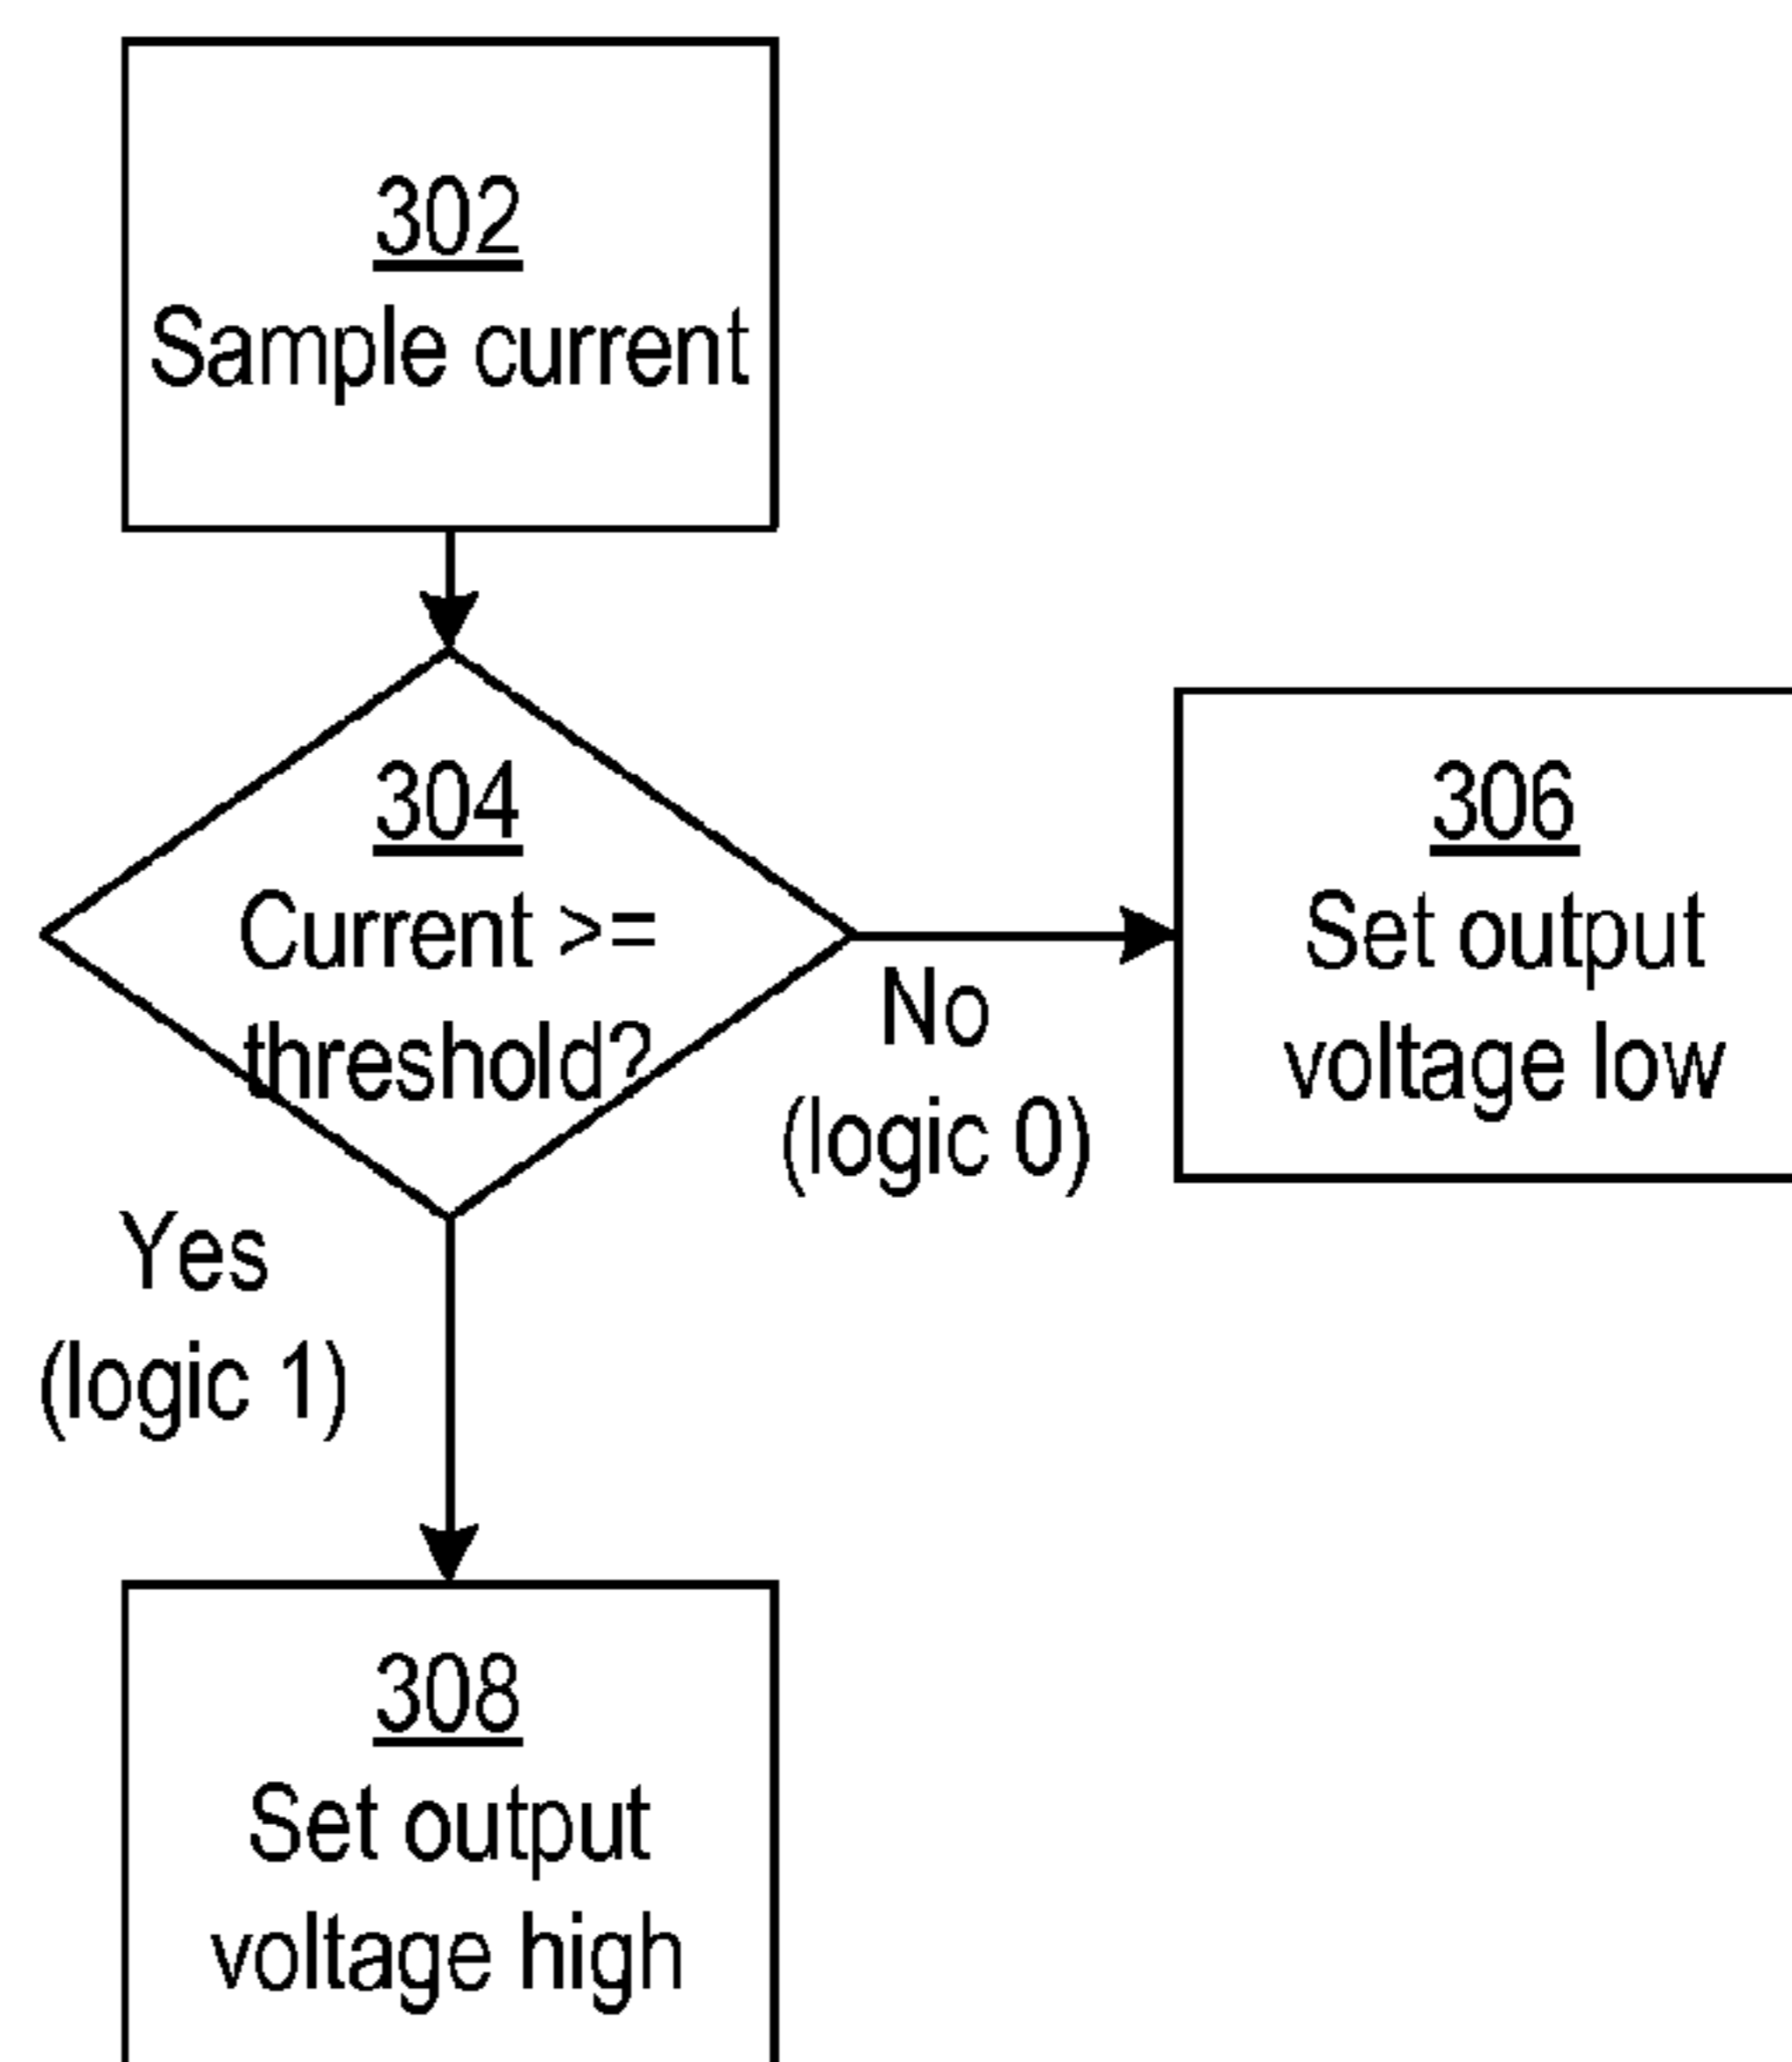 302
Sample current
304
Current >=
threshold?
No
(logic 0)
306
Set output
voltage low
Yes
(logic 1)
308
Set output
voltage high